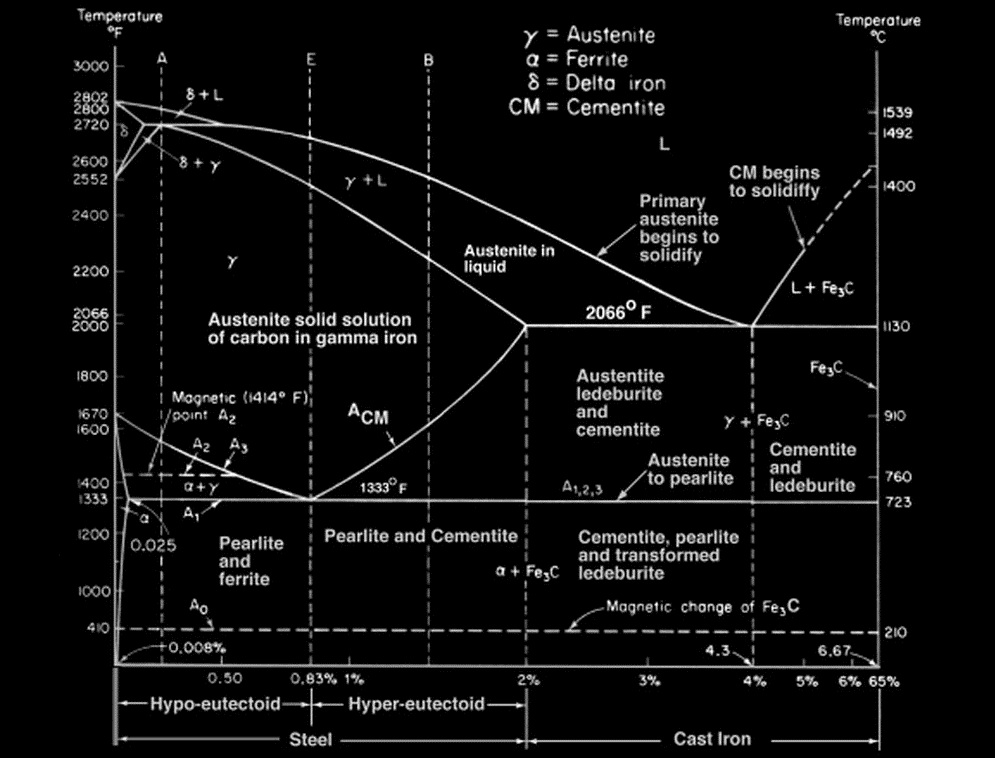 Temperature
°F
Temperature
°C
γ = Austenite
α = Ferrite
δ = Delta iron
CM = Cementite
A
E
B
3000
2802
2800
2720
2600
2552
2400
2200
2066
2000
1800
1670
1600
1400
1333
1200
1000
410
1539
1492
1400
1130
910
760
723
210
δ + L
δ
δ + γ
γ + L
L
CM begins
to solidiffy
Primary
austenite
begins to
solidify
Austenite in
liquid
γ
L + Fe₃C
2066° F
Austenite solid solution
of carbon in gamma iron
Fe₃C
Austentite
ledeburite
and
cementite
Magnetic (1414° F)
point A₂
ACM
γ + Fe₃C
A₂
A₃
Cementite
and
ledeburite
Austenite
to pearlite
α + γ
1333° F
A₁,₂,₃
α
A₁
0.025
Pearlite
and
ferrite
Pearlite and Cementite
Cementite, pearlite
and transformed
ledeburite
α + Fe₃C
A₀
Magnetic change of Fe₃C
0.008%
4.3
6.67
0.50
0.83%
1%
2%
3%
4%
5%
6%
65%
Hypo-eutectoid
Hyper-eutectoid
Steel
Cast Iron